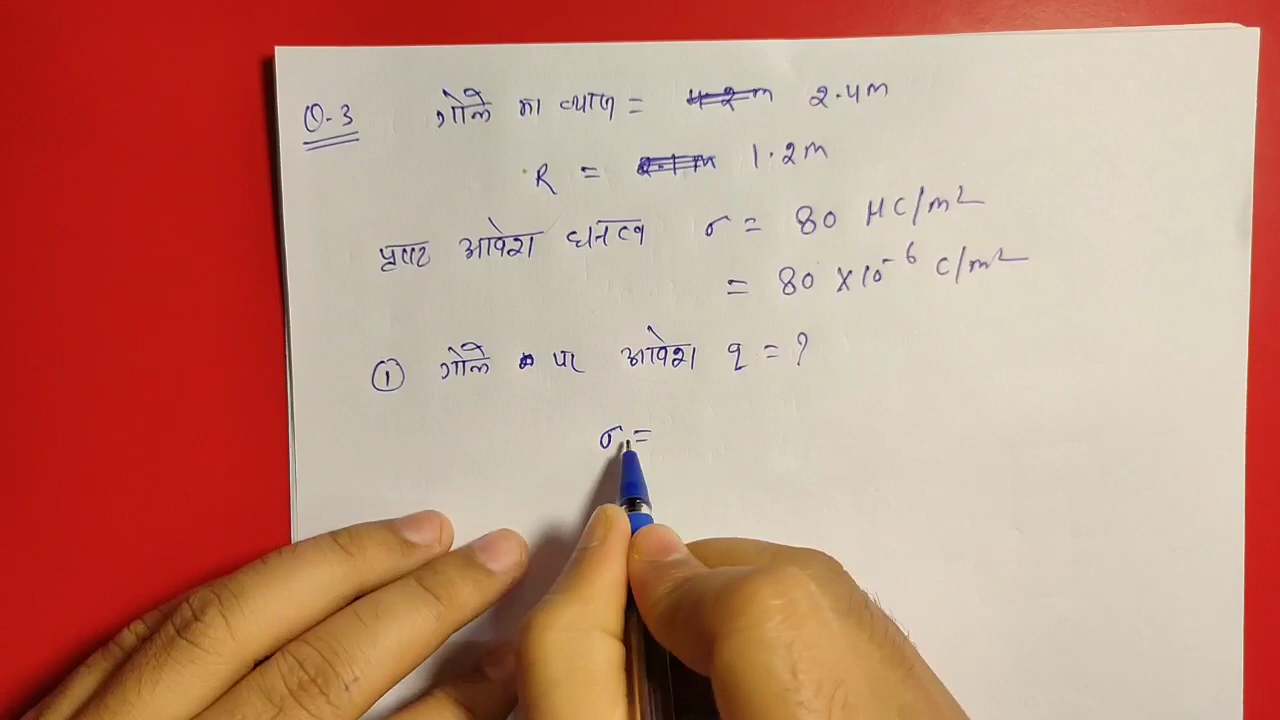 Q.3 गोले का व्यास = 2.4m
R = 1.2m
पृष्ठ आवेश घनत्व σ = 80 μC/m²
= 80 × 10⁻⁶ C/m²
① गोले पर आवेश q = ?
σ =